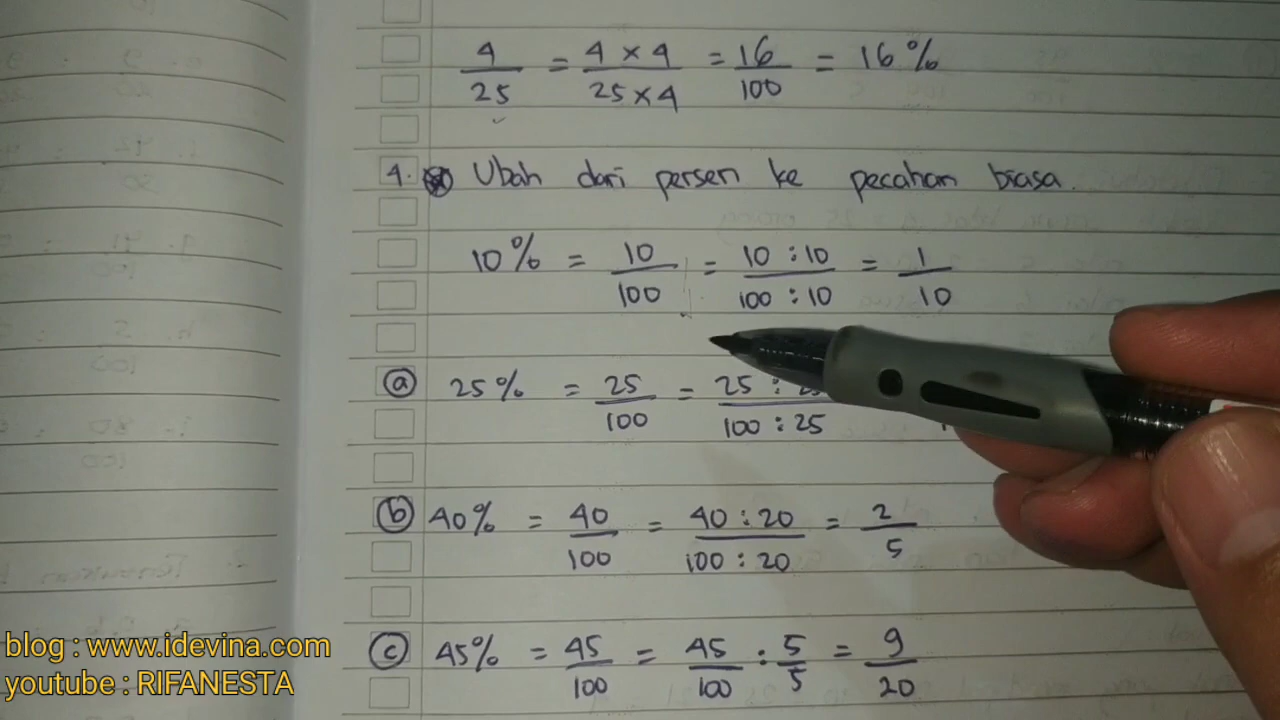 4/25 = 4 × 4/25 × 4 = 16/100 = 16%
4. Ubah dari persen ke pecahan biasa.
10% = 10/100 = 10 : 10/100 : 10 = 1/10
a 25% = 25/100 = 25 : 25/100 : 25
b 40% = 40/100 = 40 : 20/100 : 20 = 2/5
c 45% = 45/100 = 45/100 : 5/5 = 9/20
blog : www.idevina.com
youtube : RIFANESTA